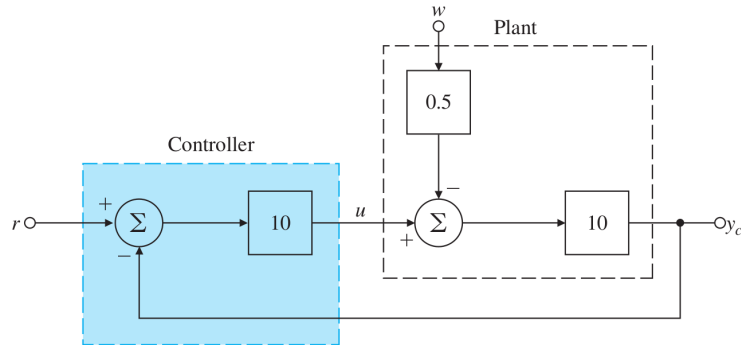 w
Plant
0.5
Controller
−
+
r
Σ
10
u
Σ
10
y_c
−
+